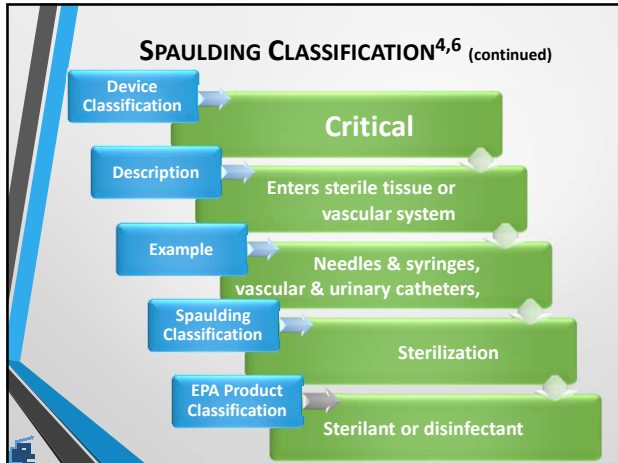 SPAULDING CLASSIFICATION4,6 (continued)
Device
Classification
Critical
Description
Enters sterile tissue or
vascular system
Example
Needles & syringes,
vascular & urinary catheters,
Spaulding
Classification
Sterilization
EPA Product
Classification
Sterilant or disinfectant